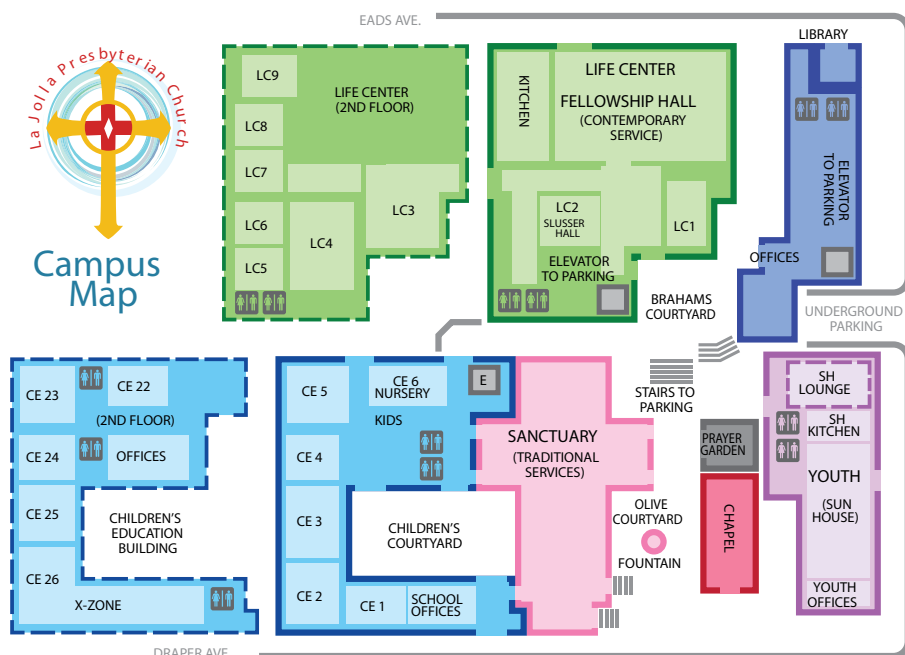 EADS AVE.
La Jolla Presbyterian Church
Campus
Map
LC9
LC8
LC7
LC6
LC5
LIFE CENTER
(2ND FLOOR)
LC4
LC3
KITCHEN
LIFE CENTER
FELLOWSHIP HALL
(CONTEMPORARY
SERVICE)
LC2
SLUSSER
HALL
LC1
ELEVATOR
TO PARKING
BRAHAMS
COURTYARD
LIBRARY
ELEVATOR
TO PARKING
OFFICES
UNDERGROUND
PARKING
CE 23
CE 22
(2ND FLOOR)
CE 24
OFFICES
CE 25
CHILDREN'S
EDUCATION
BUILDING
CE 26
X-ZONE
CE 5
CE 6
NURSERY
E
KIDS
CE 4
CE 3
CHILDREN'S
COURTYARD
CE 2
CE 1
SCHOOL
OFFICES
SANCTUARY
(TRADITIONAL
SERVICES)
STAIRS TO
PARKING
PRAYER
GARDEN
OLIVE
COURTYARD
FOUNTAIN
CHAPEL
SH
LOUNGE
SH
KITCHEN
YOUTH
(SUN
HOUSE)
YOUTH
OFFICES
DRAPER AVE.